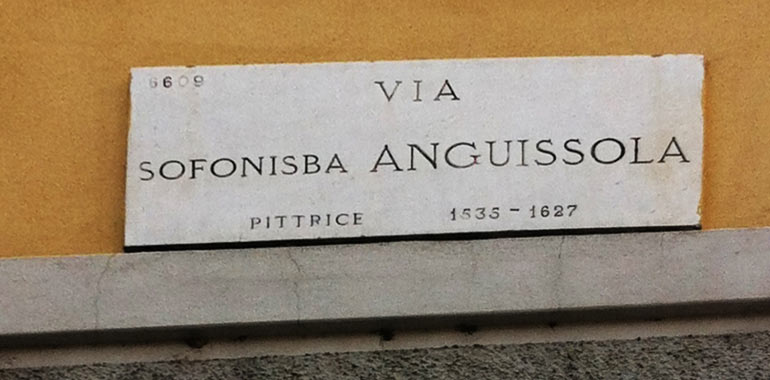 6609
VIA
SOFONISBA ANGUISSOLA
PITTRICE 1535-1627